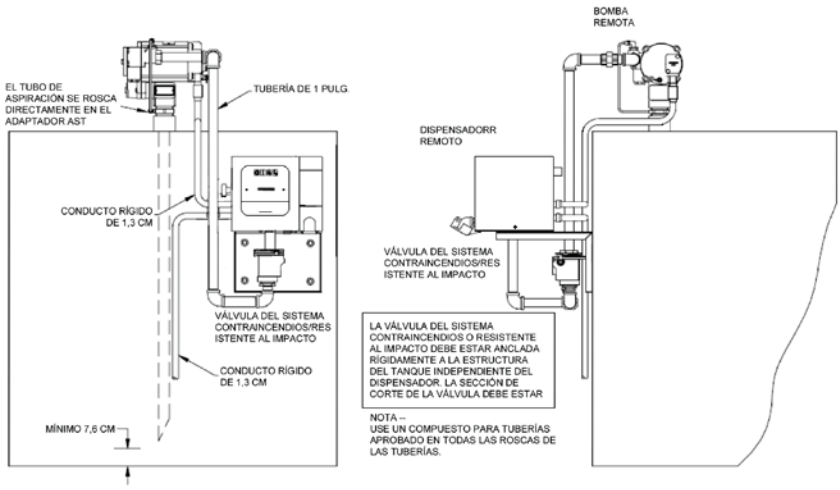 EL TUBO DE
ASPIRACIÓN SE ROSCA
DIRECTAMENTE EN EL
ADAPTADOR AST
TUBERÍA DE 1 PULG.
CONDUCTO RÍGIDO
DE 1,3 CM
VÁLVULA DEL SISTEMA
CONTRAINCENDIOS/RES
ISTENTE AL IMPACTO
CONDUCTO RÍGIDO
DE 1,3 CM
MÍNIMO 7,6 CM
BOMBA
REMOTA
DISPENSADORR
REMOTO
VÁLVULA DEL SISTEMA
CONTRAINCENDIOS/RES
ISTENTE AL IMPACTO
LA VÁLVULA DEL SISTEMA
CONTRAINCENDIOS O RESISTENTE
AL IMPACTO DEBE ESTAR ANCLADA
RÍGIDAMENTE A LA ESTRUCTURA
DEL TANQUE INDEPENDIENTE DEL
DISPENSADOR. LA SECCIÓN DE
CORTE DE LA VÁLVULA DEBE ESTAR
NOTA –
USE UN COMPUESTO PARA TUBERÍAS
APROBADO EN TODAS LAS ROSCAS DE
LAS TUBERÍAS.